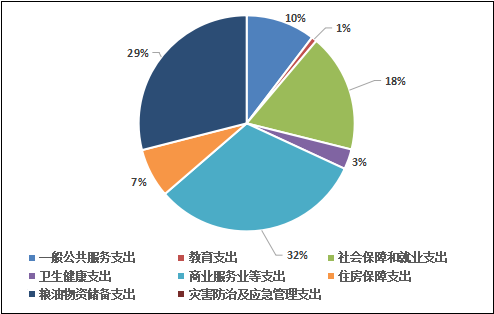 10%
1%
29%
18%
3%
7%
32%
一般公共服务支出 教育支出 社会保障和就业支出
卫生健康支出 商业服务业等支出 住房保障支出
粮油物资储备支出 灾害防治及应急管理支出